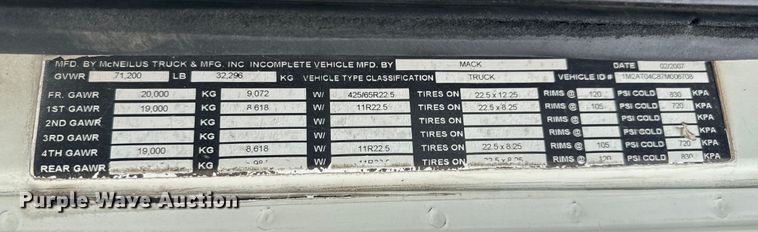 MFD. BY McNEILUS TRUCK & MFG. INC INCOMPLETE VEHICLE MFD. BY MACK DATE 02/2007
GVWR 71,200 LB 32,296 KG VEHICLE TYPE CLASSIFICATION TRUCK VEHICLE ID# 1M2AT04C87M006708
FR. GAWR 20,000 KG 9,072 W/ 425/65R22.5 TIRES ON 22.5 x 12.25 RIMS @ 120 PSI COLD 830 KPA
1ST GAWR 19,000 KG 8,618 W/ 11R22.5 TIRES ON 22.5 x 8.25 RIMS @ 105 PSI COLD 720 KPA
2ND GAWR KG W/ TIRES ON RIMS @ PSI COLD KPA
3RD GAWR KG W/ TIRES ON RIMS @ PSI COLD KPA
4TH GAWR 19,000 KG 8,618 W/ 11R22.5 TIRES ON 22.5 x 8.25 RIMS @ 105 PSI COLD 720 KPA
REAR GAWR KG W/ TIRES ON RIMS @ 120 PSI COLD 830 KPA
Purple Wave Auction